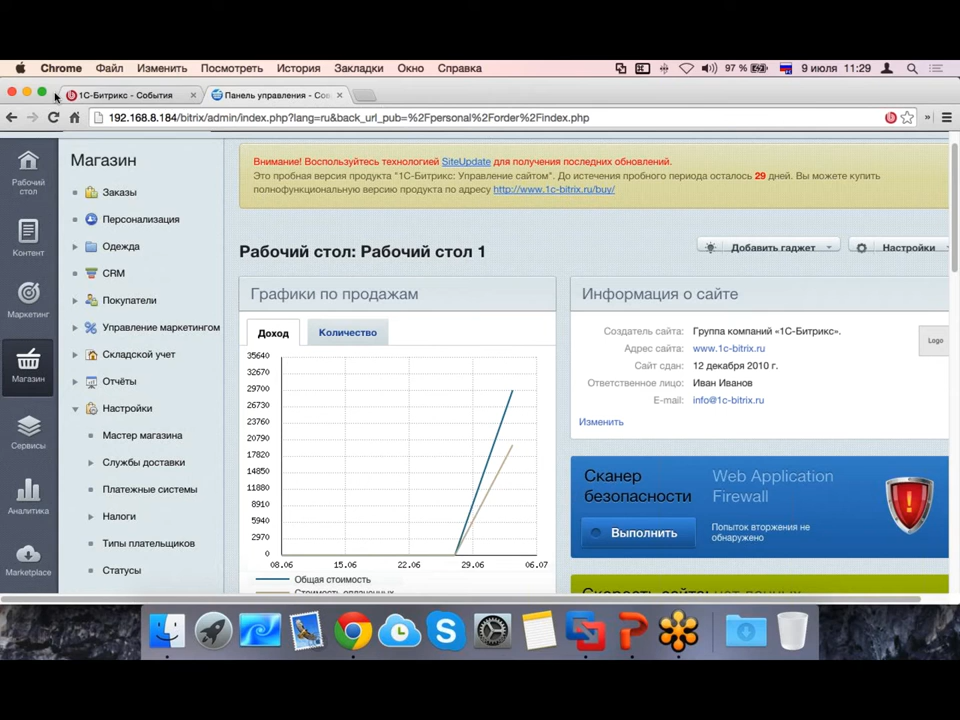 Chrome Файл Изменить Посмотреть История Закладки Окно Справка 97 % 9 июля 11:29
1С-Битрикс - События
Панель управления - Сос
192.168.8.184/bitrix/admin/index.php?lang=ru&back_url_pub=%2Fpersonal%2Forder%2Findex.php
Рабочий
стол
Контент
Маркетинг
Магазин
Сервисы
Аналитика
Marketplace
Магазин
Заказы
Персонализация
Одежда
CRM
Покупатели
Управление маркетингом
Складской учет
Отчёты
Настройки
Мастер магазина
Службы доставки
Платежные системы
Налоги
Типы плательщиков
Статусы
Внимание! Воспользуйтесь технологией SiteUpdate для получения последних обновлений.
Это пробная версия продукта "1С-Битрикс: Управление сайтом". До истечения пробного периода осталось 29 дней. Вы можете купить
полнофункциональную версию продукта по адресу http://www.1c-bitrix.ru/buy/
Рабочий стол: Рабочий стол 1
Добавить гаджет
Настройки
Графики по продажам
Доход
Количество
35640
32670
29700
26730
23760
20790
17820
14850
11880
8910
5940
2970
0
08.06 15.06 22.06 29.06 06.07
Общая стоимость
Стоимость оплаченных
Информация о сайте
Создатель сайта: Группа компаний «1С-Битрикс».
Адрес сайта: www.1c-bitrix.ru
Сайт сдан: 12 декабря 2010 г.
Ответственное лицо: Иван Иванов
E-mail: info@1c-bitrix.ru
Logo
Изменить
Сканер
безопасности
Web Application
Firewall
Выполнить
Попыток вторжения не
обнаружено
Скорость сайта: нет данных